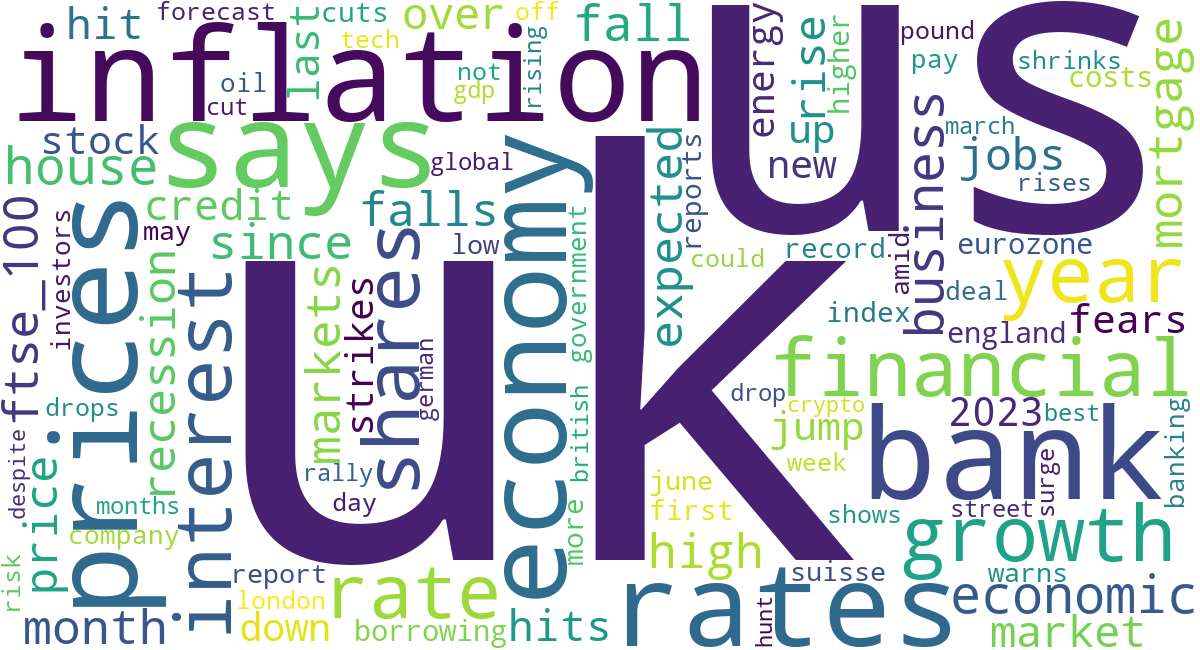 hit
forecast
last
cuts
over
off
fall
us
inflation
tech
oil
cut
not
gdp
rising
energy
rise
higher
pound
pay
shrinks
costs
mortgage
stock
says
global
economy
expected
reports
up
new
business
march
jobs
rises
house
prices
credit
falls
may
since
low
shares
uk
government
could
record
amid
eurozone
year
deal
index
england
fears
ftse_100
investors
recession
interest
markets
strikes
german
financial
drops
price
despite
british
more
drop
crypto
jump
2023
best
bank
banking
week
rally
day
months
company
june
first
shows
street
surge
high
growth
risk
report
london
rate
down
borrowing
hits
month
suisse
rates
hunt
warns
economic
market